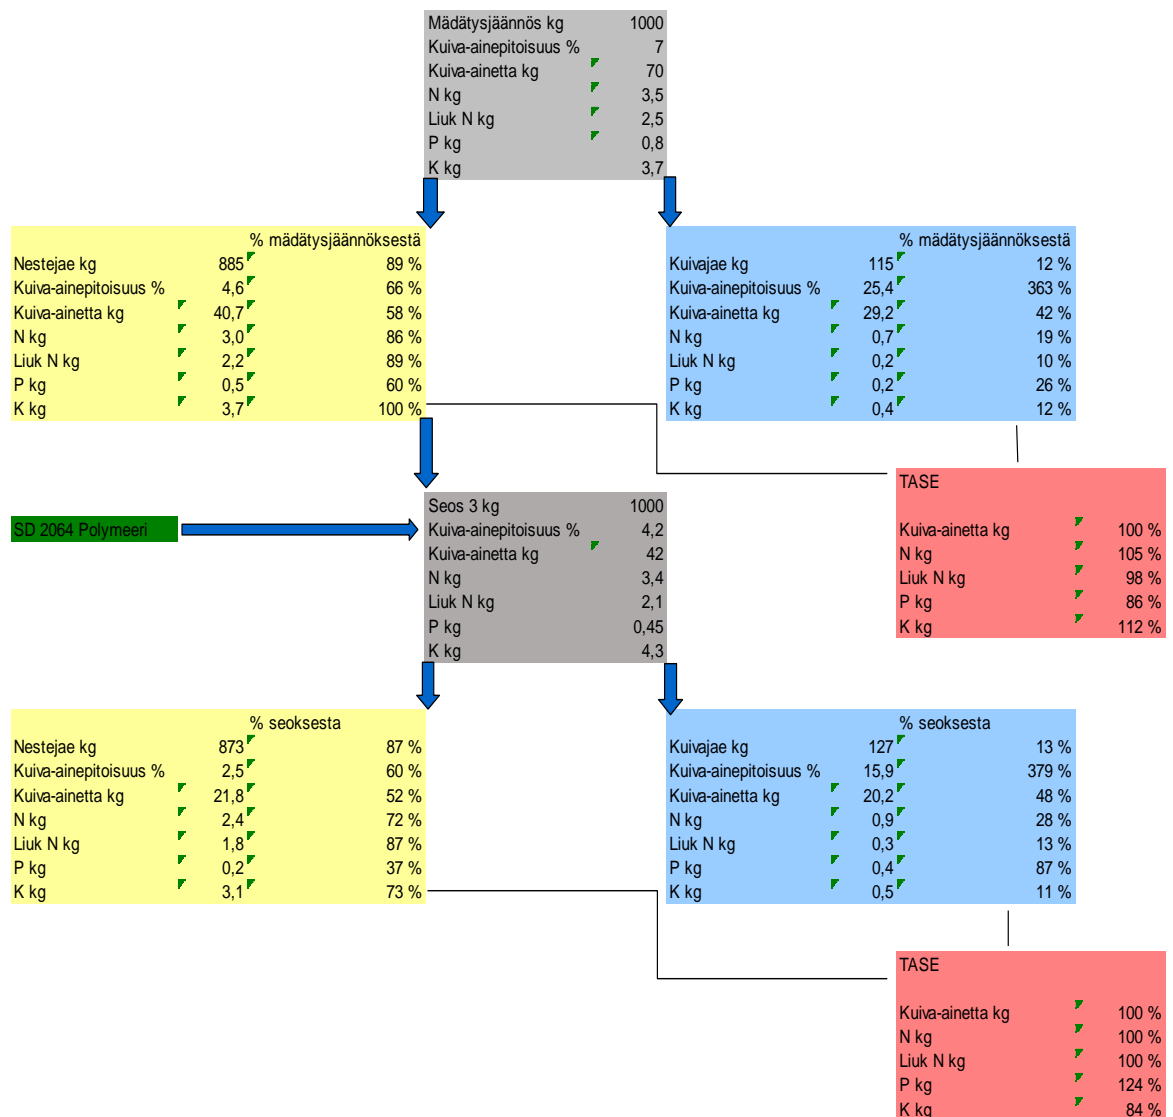 Mädätysjäännös kg 1000
Kuiva-ainepitoisuus % 7
Kuiva-ainetta kg 70
N kg 3,5
Liuk N kg 2,5
P kg 0,8
K kg 3,7
% mädätysjäännöksestä
Nestejae kg 885 89 %
Kuiva-ainepitoisuus % 4,6 66 %
Kuiva-ainetta kg 40,7 58 %
N kg 3,0 86 %
Liuk N kg 2,2 89 %
P kg 0,5 60 %
K kg 3,7 100 %
% mädätysjäännöksestä
Kuivajae kg 115 12 %
Kuiva-ainepitoisuus % 25,4 363 %
Kuiva-ainetta kg 29,2 42 %
N kg 0,7 19 %
Liuk N kg 0,2 10 %
P kg 0,2 26 %
K kg 0,4 12 %
TASE
Kuiva-ainetta kg 100 %
N kg 105 %
Liuk N kg 98 %
P kg 86 %
K kg 112 %
SD 2064 Polymeeri
Seos 3 kg 1000
Kuiva-ainepitoisuus % 4,2
Kuiva-ainetta kg 42
N kg 3,4
Liuk N kg 2,1
P kg 0,45
K kg 4,3
% seoksesta
Nestejae kg 873 87 %
Kuiva-ainepitoisuus % 2,5 60 %
Kuiva-ainetta kg 21,8 52 %
N kg 2,4 72 %
Liuk N kg 1,8 87 %
P kg 0,2 37 %
K kg 3,1 73 %
% seoksesta
Kuivajae kg 127 13 %
Kuiva-ainepitoisuus % 15,9 379 %
Kuiva-ainetta kg 20,2 48 %
N kg 0,9 28 %
Liuk N kg 0,3 13 %
P kg 0,4 87 %
K kg 0,5 11 %
TASE
Kuiva-ainetta kg 100 %
N kg 100 %
Liuk N kg 100 %
P kg 124 %
K kg 84 %